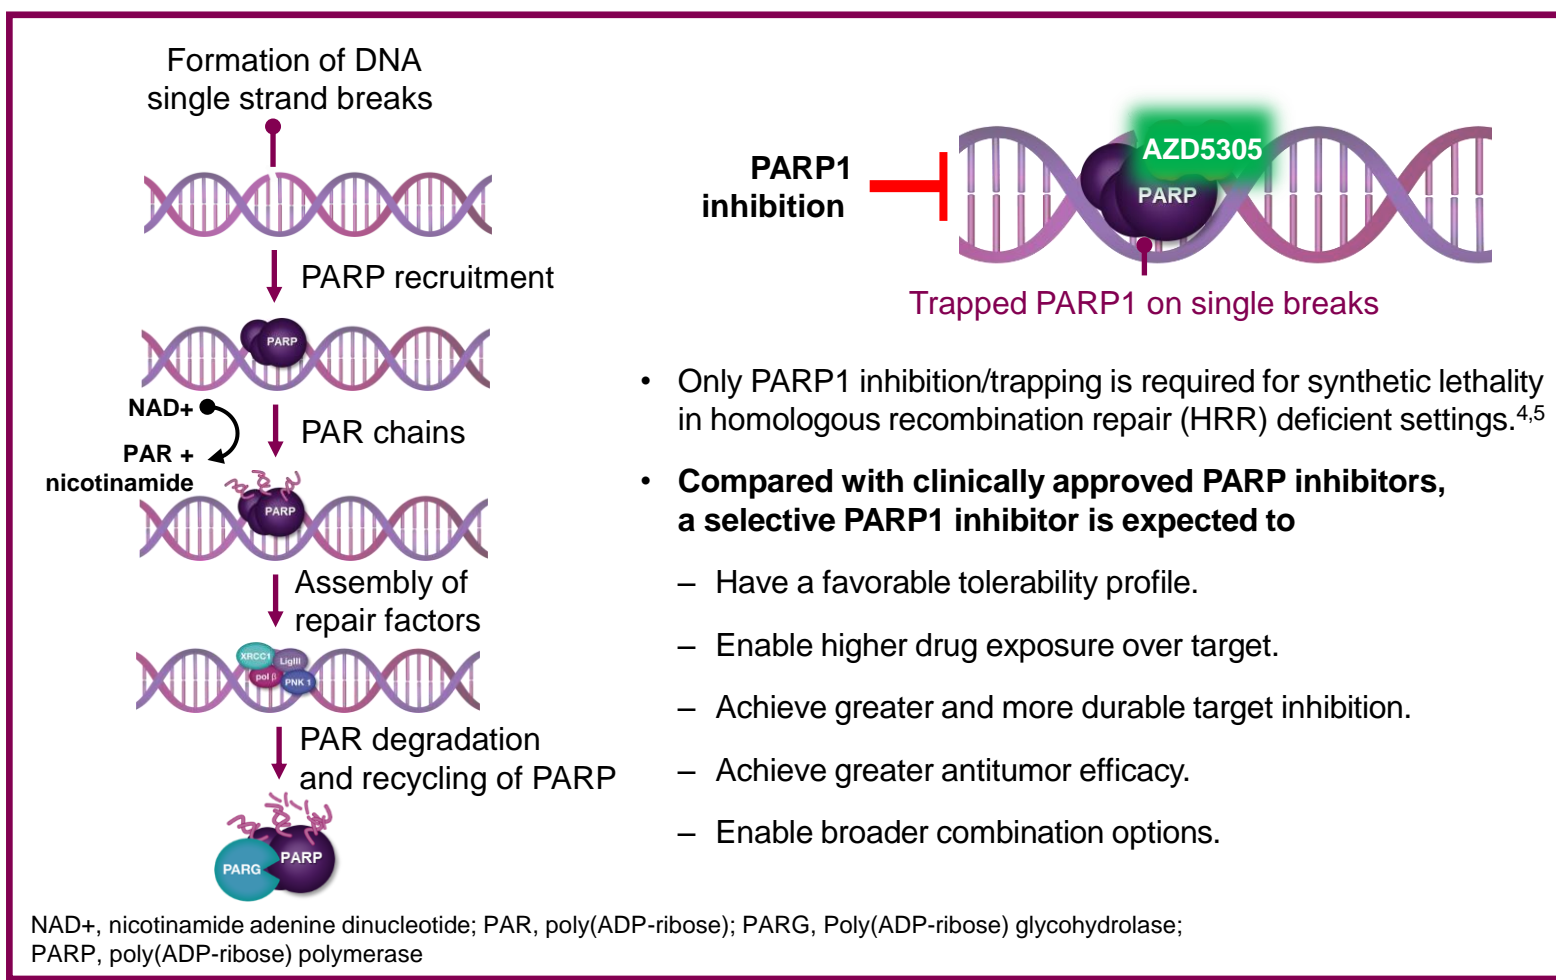 Formation of DNA
single strand breaks
PARP recruitment
PARP
NAD+
PAR +
nicotinamide
PAR chains
PARP
Assembly of
repair factors
XRCC1
LigIII
pol β
PNK 1
PAR degradation
and recycling of PARP
PARG
PARP
PARP1
inhibition
AZD5305
PARP
Trapped PARP1 on single breaks
• Only PARP1 inhibition/trapping is required for synthetic lethality
in homologous recombination repair (HRR) deficient settings.4,5
• Compared with clinically approved PARP inhibitors,
a selective PARP1 inhibitor is expected to
– Have a favorable tolerability profile.
– Enable higher drug exposure over target.
– Achieve greater and more durable target inhibition.
– Achieve greater antitumor efficacy.
– Enable broader combination options.
NAD+, nicotinamide adenine dinucleotide; PAR, poly(ADP-ribose); PARG, Poly(ADP-ribose) glycohydrolase;
PARP, poly(ADP-ribose) polymerase